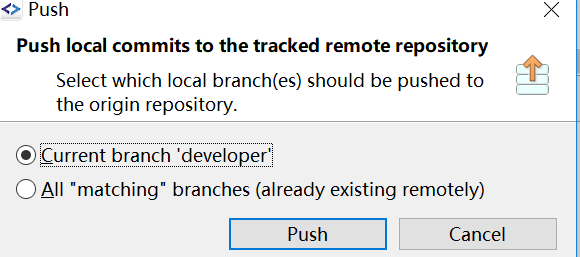 Push
Push local commits to the tracked remote repository
Select which local branch(es) should be pushed to
the origin repository.
Current branch 'developer'
All "matching" branches (already existing remotely)
Push Cancel